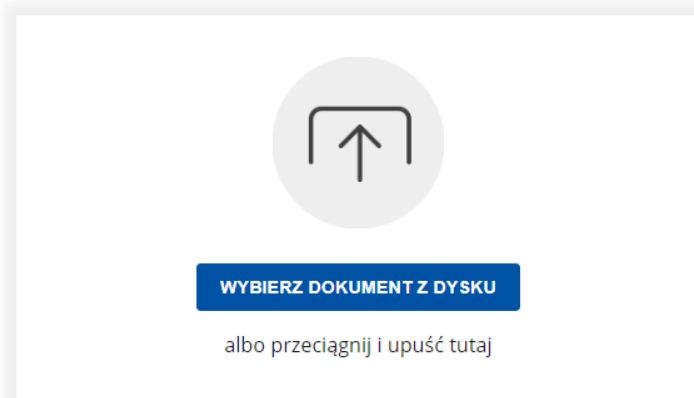 WYBIERZ DOKUMENT Z DYSKU
albo przeciągnij i upuść tutaj